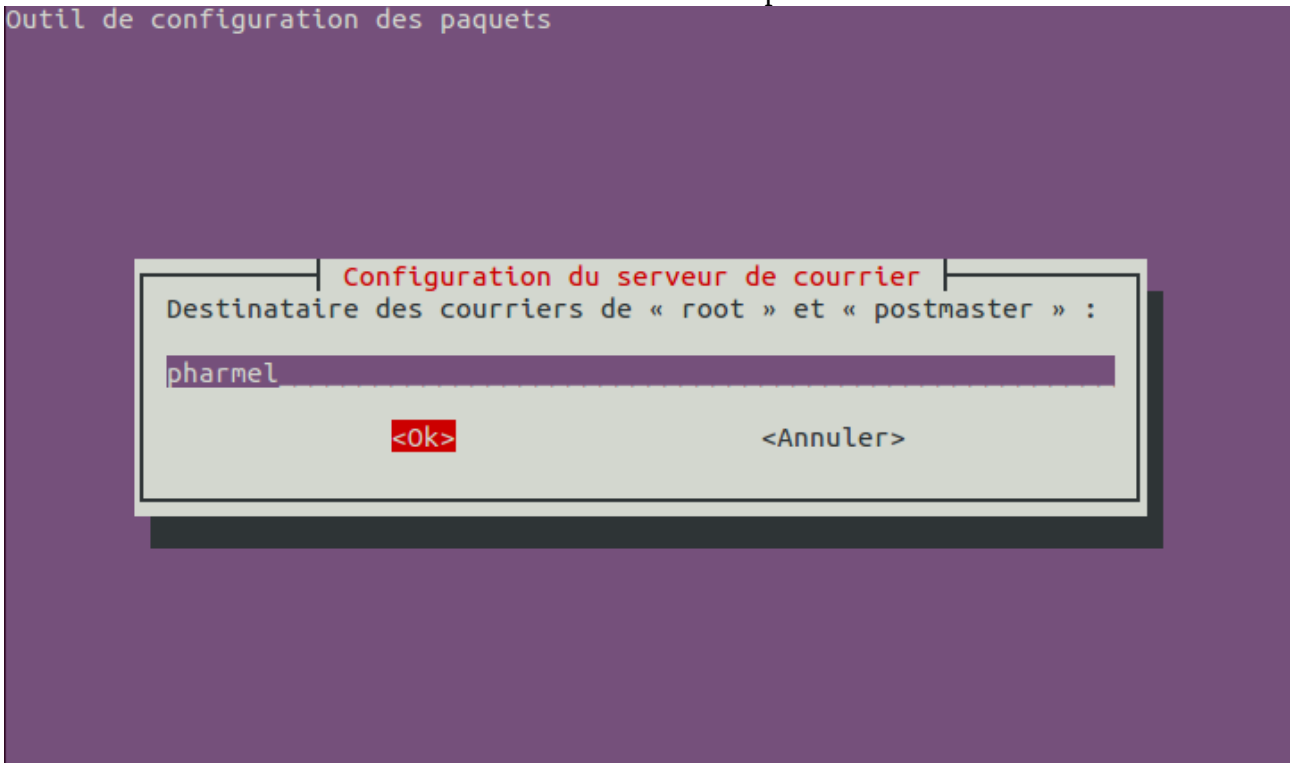 Outil de configuration des paquets
Configuration du serveur de courrier
Destinataire des courriers de « root » et « postmaster » :
pharmel
<Ok> <Annuler>